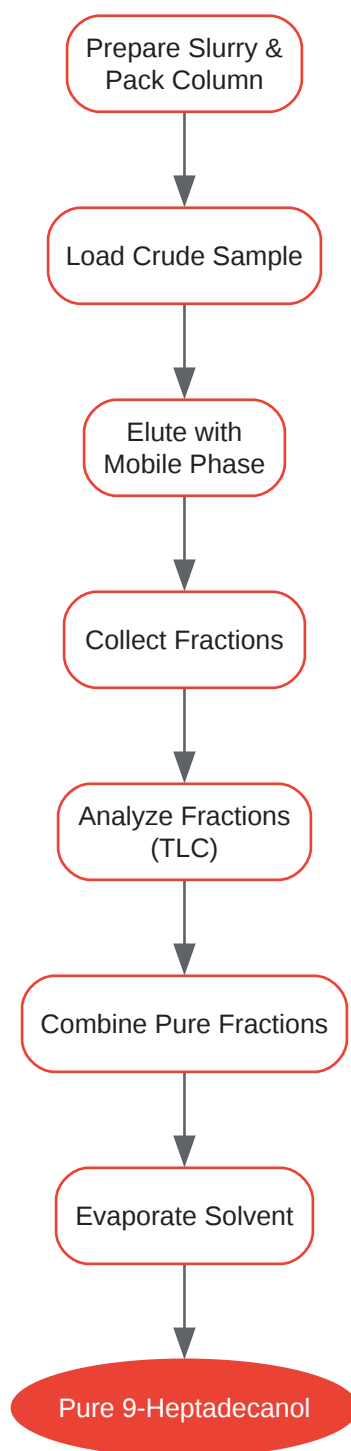 Prepare Slurry &
Pack Column
Load Crude Sample
Elute with
Mobile Phase
Collect Fractions
Analyze Fractions
(TLC)
Combine Pure Fractions
Evaporate Solvent
Pure 9-Heptadecanol